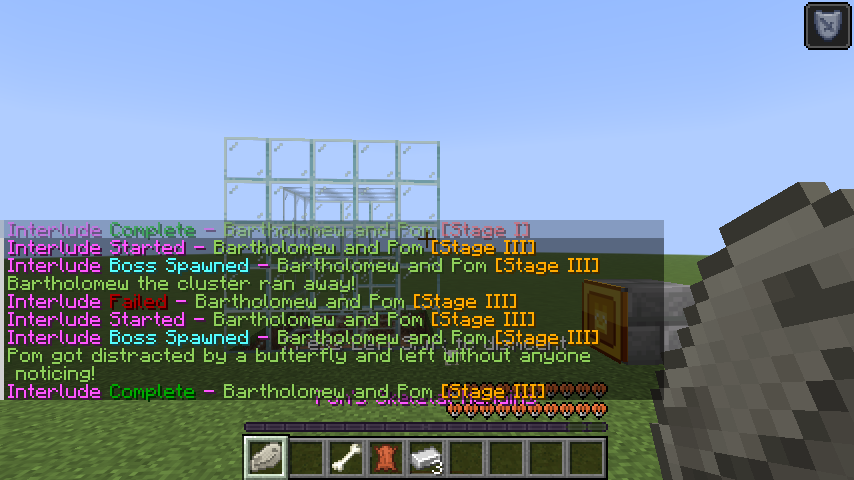 Interlude Complete – Bartholomew and Pom [Stage I]
Interlude Started – Bartholomew and Pom [Stage III]
Interlude Boss Spawned – Bartholomew and Pom [Stage III]
Bartholomew the cluster ran away!
Interlude Failed – Bartholomew and Pom [Stage III]
Interlude Started – Bartholomew and Pom [Stage III]
Interlude Boss Spawned – Bartholomew and Pom [Stage III]
Pom got distracted by a butterfly and left without anyone
noticing!
Interlude Complete – Bartholomew and Pom [Stage III]
3